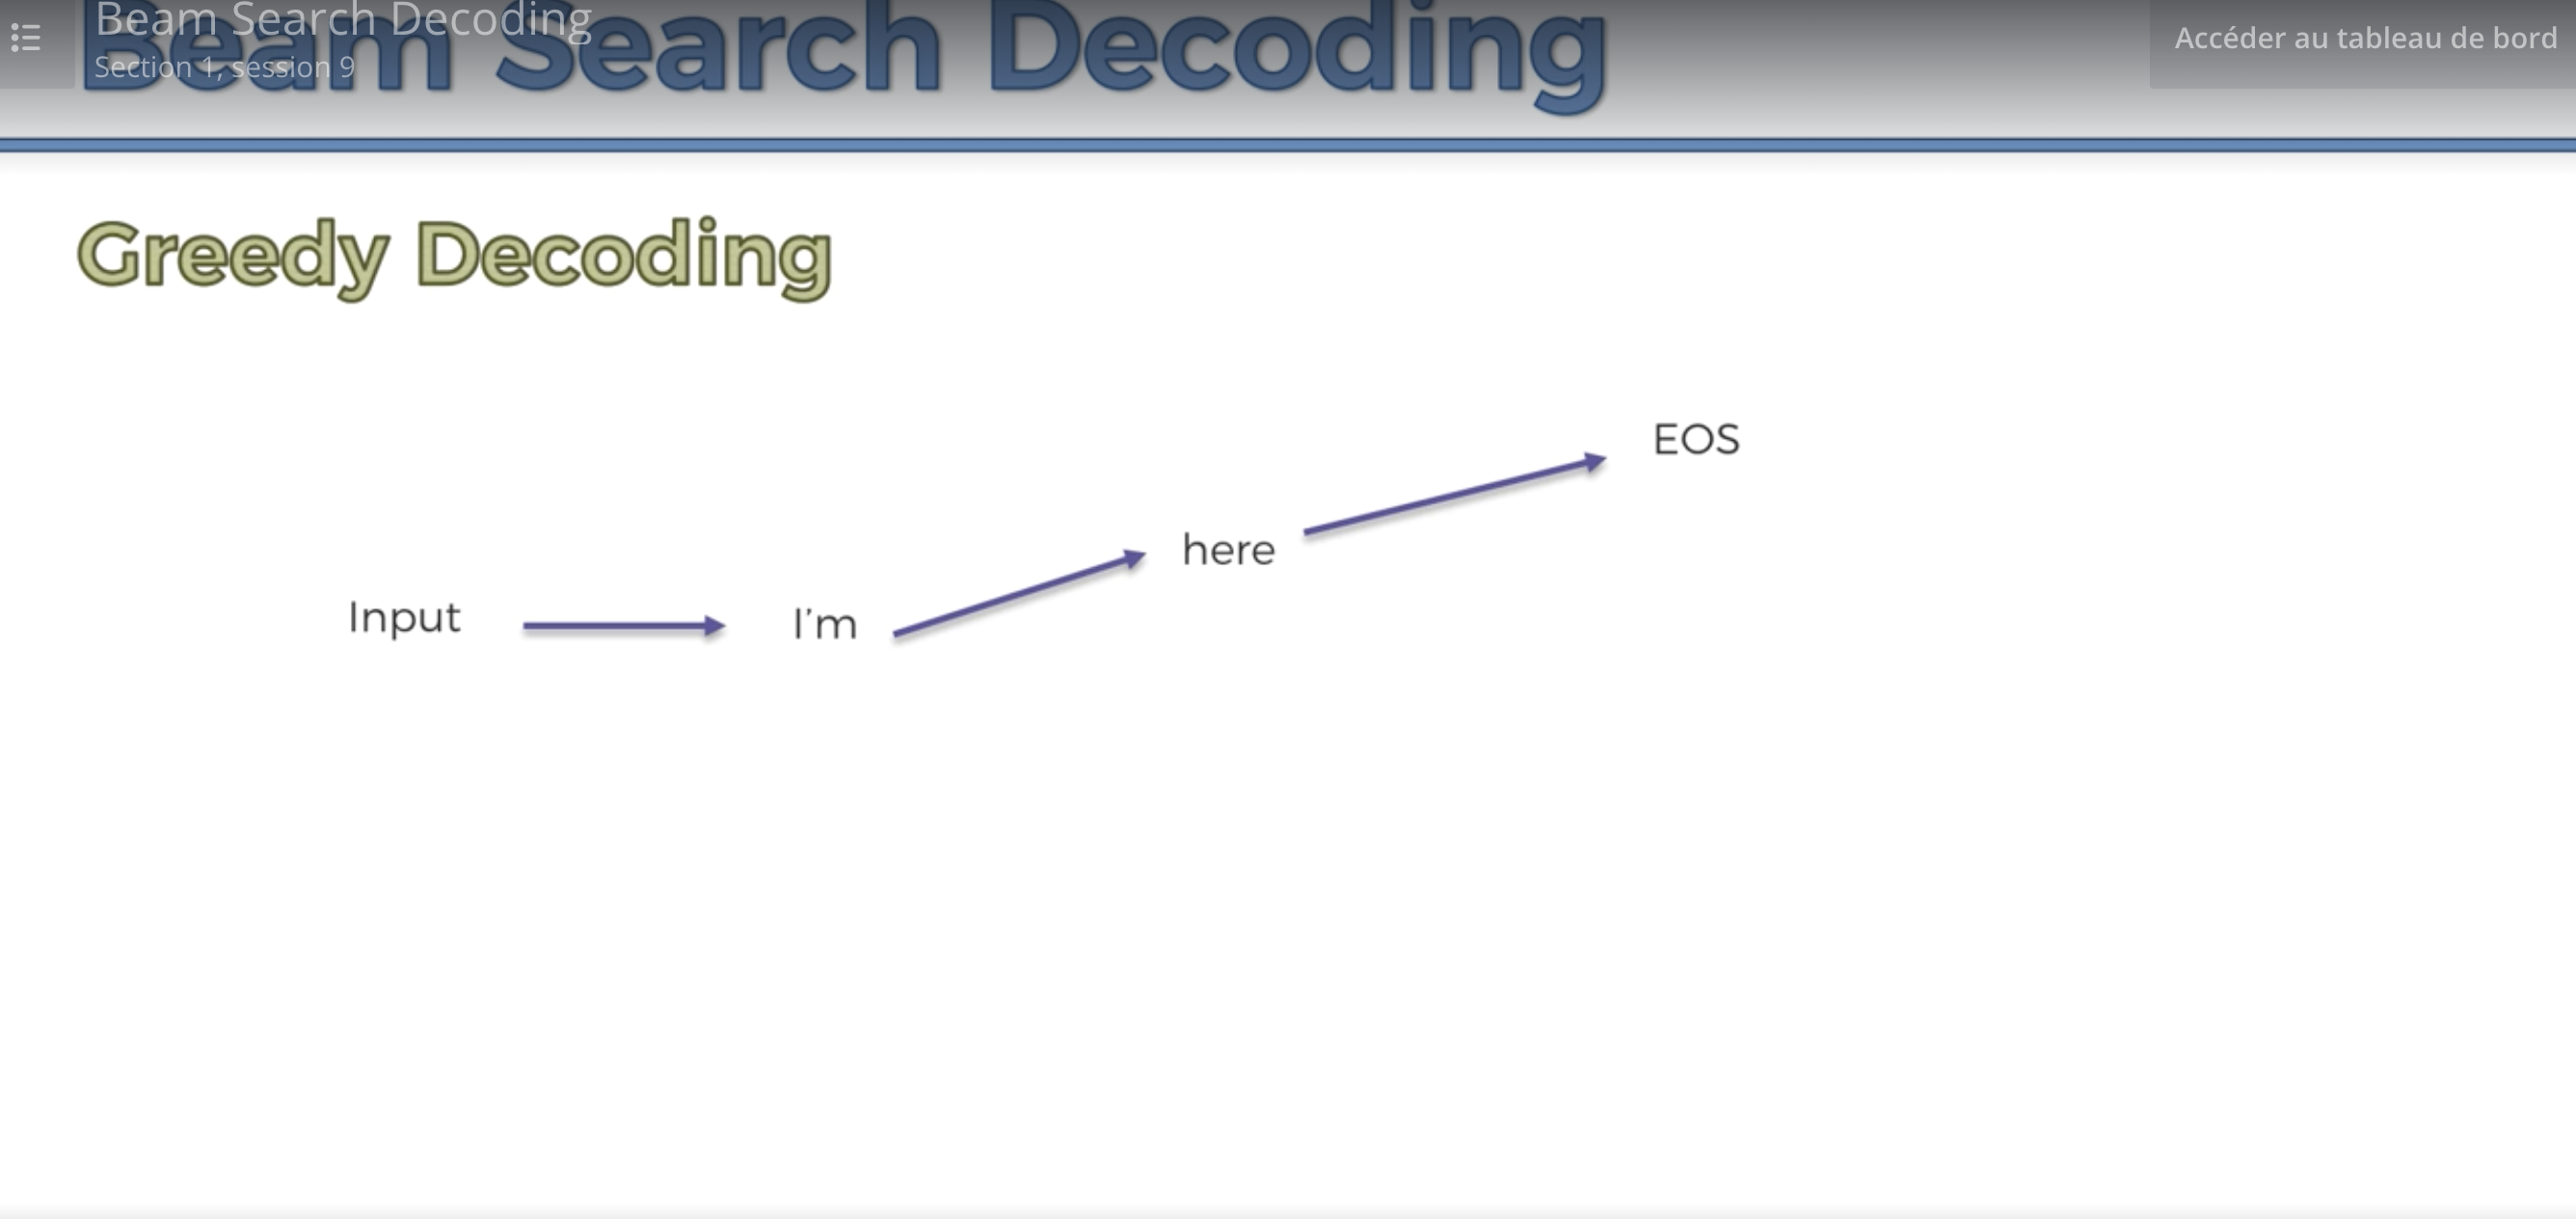 Beam Search Decoding
Beam Search Decoding
Section 1, session 9
Accéder au tableau de bord
Greedy Decoding
EOS
here
Input
I'm